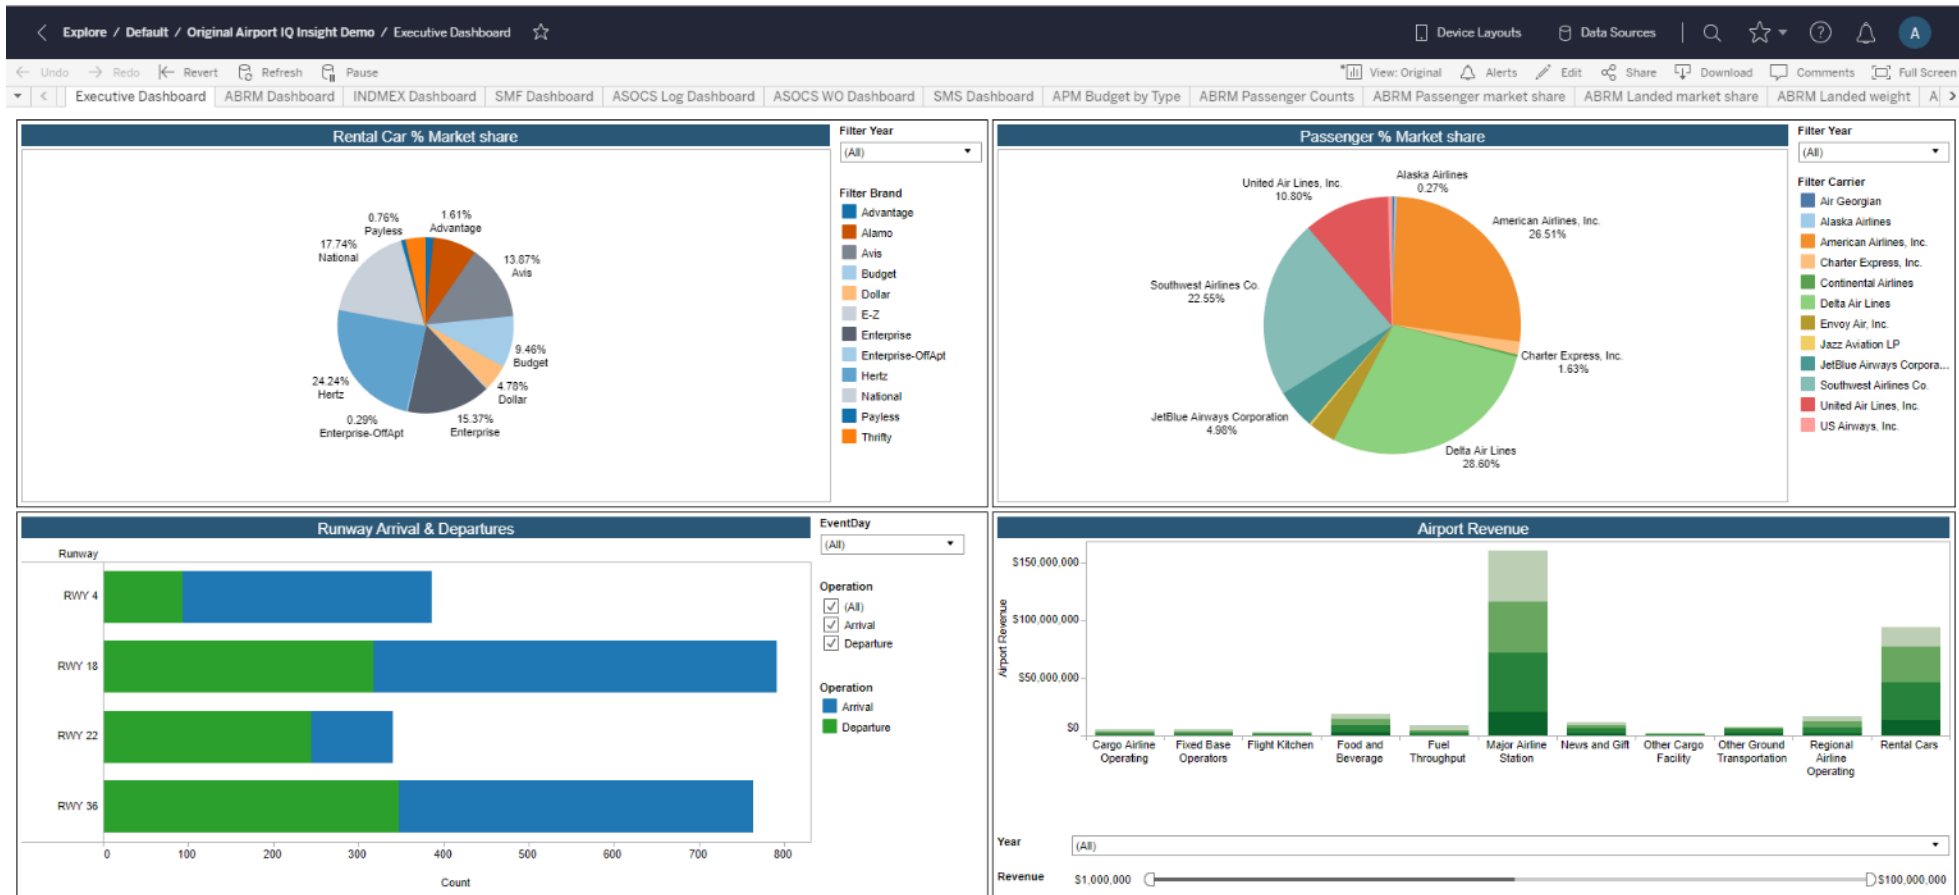 Explore / Default / Original Airport IQ Insight Demo / Executive Dashboard
Device Layouts
Data Sources
A
Undo
Redo
Revert
Refresh
Pause
View: Original
Alerts
Edit
Share
Download
Comments
Full Screen
Executive Dashboard
ABRM Dashboard
INDMEX Dashboard
SMF Dashboard
ASOCS Log Dashboard
ASOCS WO Dashboard
SMS Dashboard
APM Budget by Type
ABRM Passenger Counts
ABRM Passenger market share
ABRM Landed market share
ABRM Landed weight
A
Rental Car % Market share
0.76%
Payless
1.61%
Advantage
17.74%
National
13.87%
Avis
9.46%
Budget
24.24%
Hertz
4.78%
Dollar
0.29%
Enterprise-OffApt
15.37%
Enterprise
Filter Year
(All)
Filter Brand
Advantage
Alamo
Avis
Budget
Dollar
E-Z
Enterprise
Enterprise-OffApt
Hertz
National
Payless
Thrifty
Passenger % Market share
Alaska Airlines
0.27%
United Air Lines, Inc.
10.80%
American Airlines, Inc.
26.51%
Southwest Airlines Co.
22.55%
Charter Express, Inc.
1.63%
JetBlue Airways Corporation
4.98%
Delta Air Lines
28.60%
Filter Year
(All)
Filter Carrier
Air Georgian
Alaska Airlines
American Airlines, Inc.
Charter Express, Inc.
Continental Airlines
Delta Air Lines
Envoy Air, Inc.
Jazz Aviation LP
JetBlue Airways Corpora...
Southwest Airlines Co.
United Air Lines, Inc.
US Airways, Inc.
Runway Arrival & Departures
Runway
RWY 4
RWY 18
RWY 22
RWY 36
0 100 200 300 400 500 600 700 800
Count
EventDay
(All)
Operation
(All)
Arrival
Departure
Operation
Arrival
Departure
Airport Revenue
Airport Revenue
$150,000,000
$100,000,000
$50,000,000
$0
Cargo Airline
Operating
Fixed Base
Operators
Flight Kitchen
Food and
Beverage
Fuel
Throughput
Major Airline
Station
News and Gift
Other Cargo
Facility
Other Ground
Transportation
Regional
Airline
Operating
Rental Cars
Year
(All)
Revenue
$1,000,000
$100,000,000